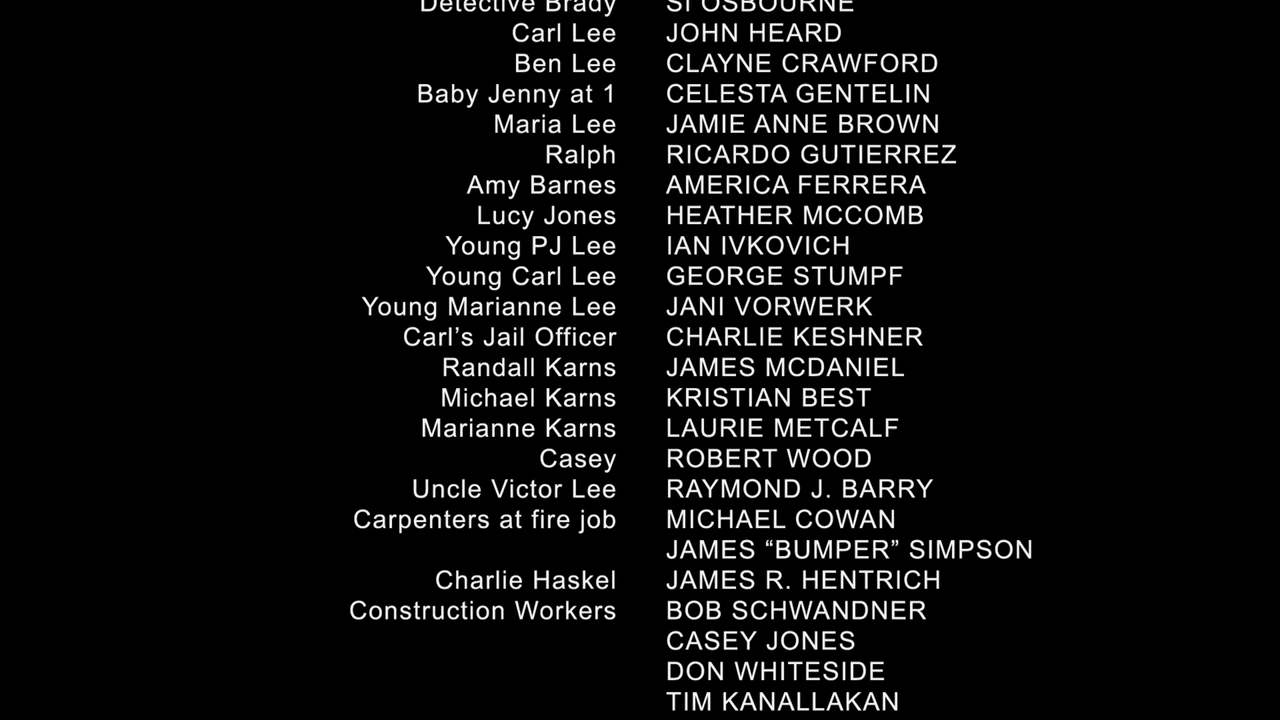 Detective Brady SI OSBOURNE
Carl Lee JOHN HEARD
Ben Lee CLAYNE CRAWFORD
Baby Jenny at 1 CELESTA GENTELIN
Maria Lee JAMIE ANNE BROWN
Ralph RICARDO GUTIERREZ
Amy Barnes AMERICA FERRERA
Lucy Jones HEATHER MCCOMB
Young PJ Lee IAN IVKOVICH
Young Carl Lee GEORGE STUMPF
Young Marianne Lee JANI VORWERK
Carl’s Jail Officer CHARLIE KESHNER
Randall Karns JAMES MCDANIEL
Michael Karns KRISTIAN BEST
Marianne Karns LAURIE METCALF
Casey ROBERT WOOD
Uncle Victor Lee RAYMOND J. BARRY
Carpenters at fire job MICHAEL COWAN
JAMES “BUMPER” SIMPSON
Charlie Haskel JAMES R. HENTRICH
Construction Workers BOB SCHWANDNER
CASEY JONES
DON WHITESIDE
TIM KANALLAKAN